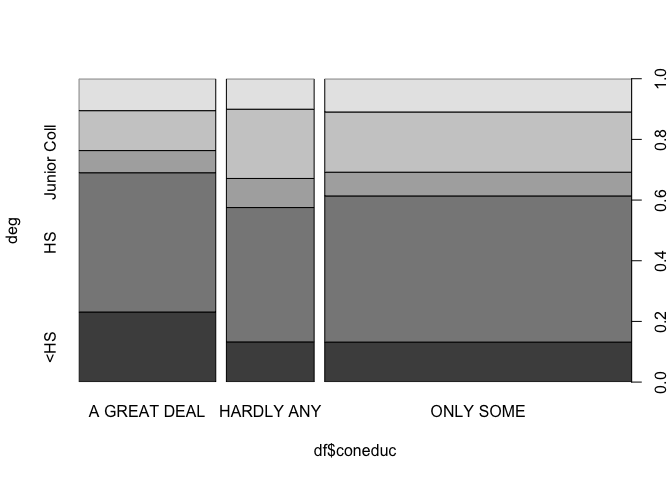 deg
Junior Coll
HS
<HS
1.0
0.8
0.6
0.4
0.2
0.0
A GREAT DEAL HARDLY ANY ONLY SOME
df$coneduc